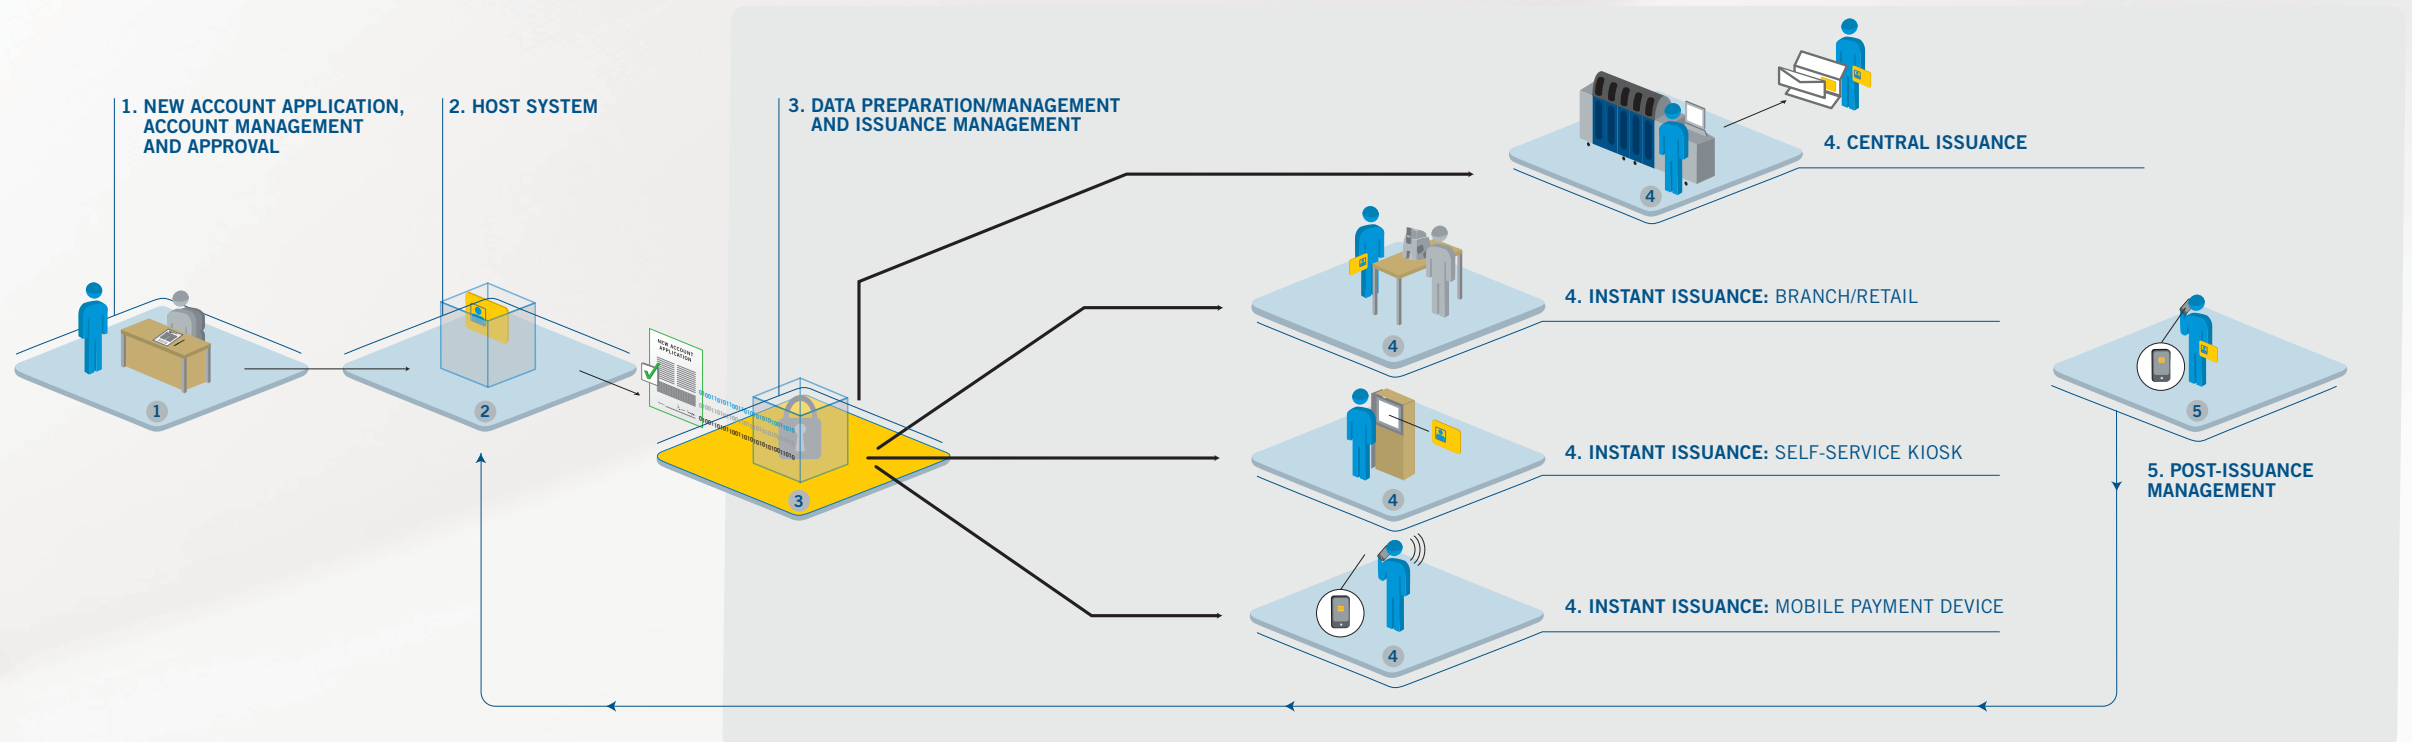 1. NEW ACCOUNT APPLICATION,
ACCOUNT MANAGEMENT
AND APPROVAL
2. HOST SYSTEM
3. DATA PREPARATION/MANAGEMENT
AND ISSUANCE MANAGEMENT
4. CENTRAL ISSUANCE
4
4. INSTANT ISSUANCE: BRANCH/RETAIL
4
NEW ACCOUNT
APPLICATION
1
2
3
4. INSTANT ISSUANCE: SELF-SERVICE KIOSK
4
4. INSTANT ISSUANCE: MOBILE PAYMENT DEVICE
4
5
5. POST-ISSUANCE
MANAGEMENT